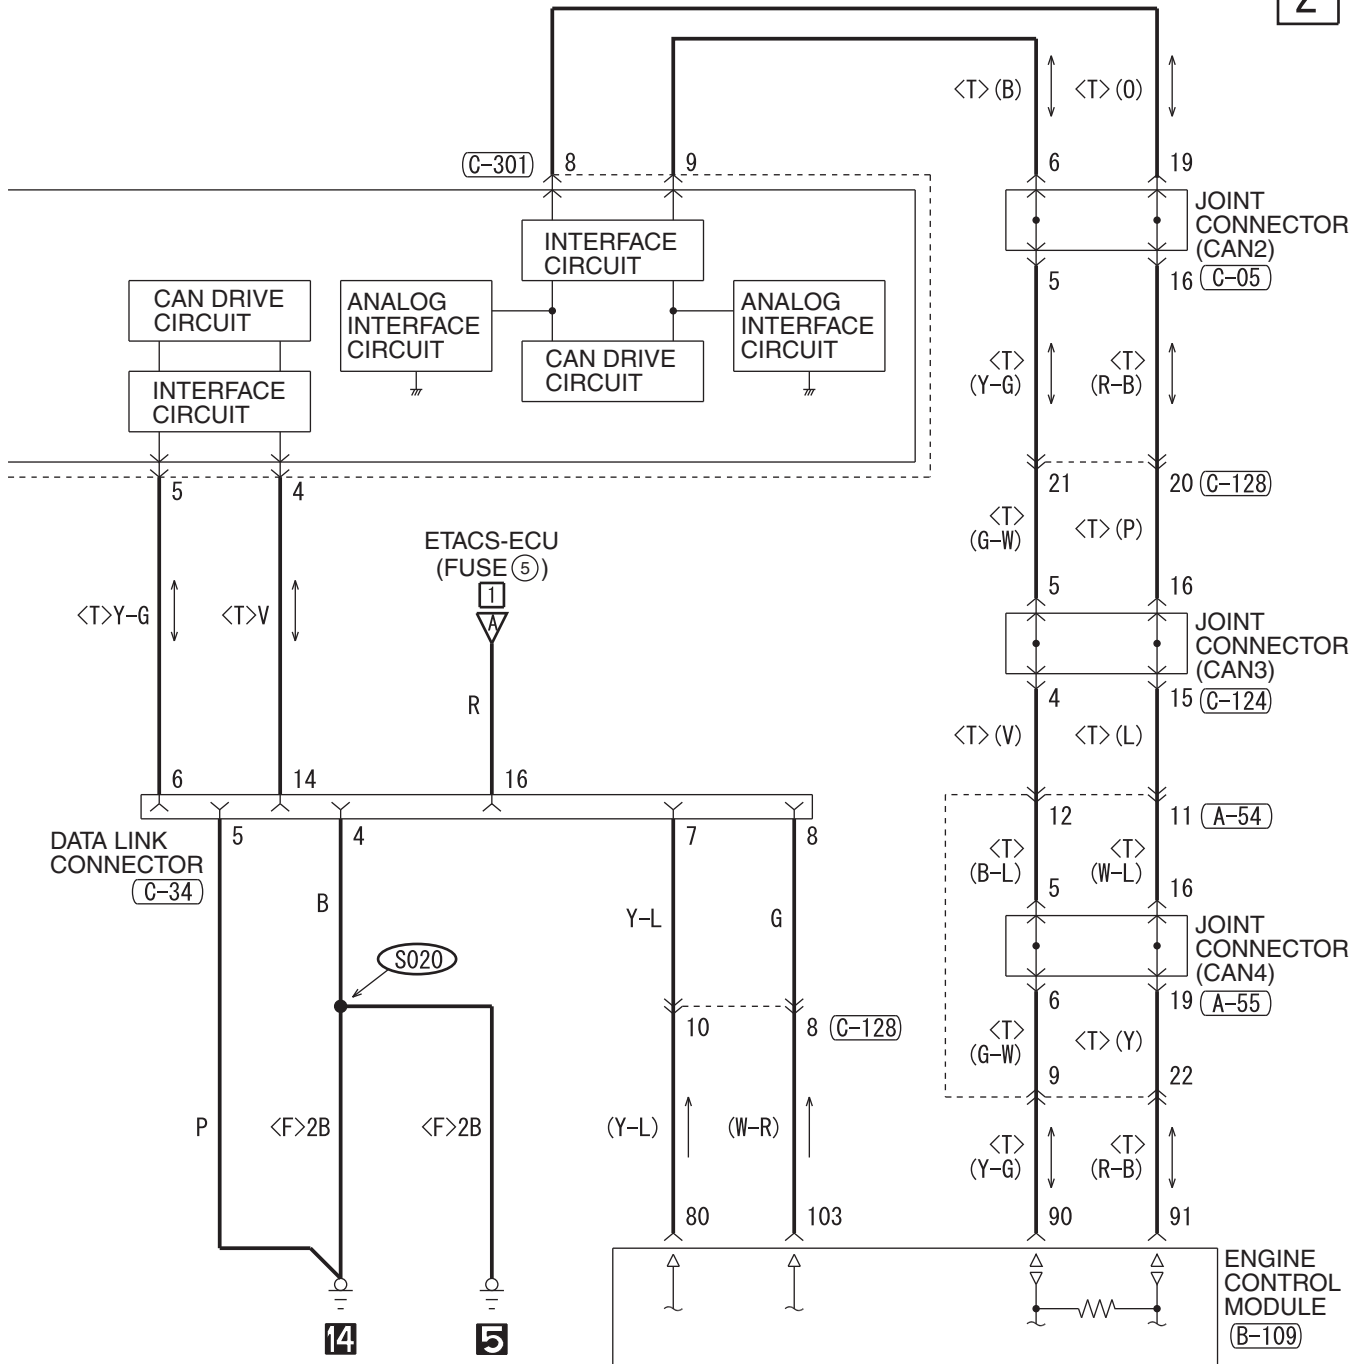 2
<T>(B)
<T>(O)
C-301
8
9
6
19
JOINT
CONNECTOR
(CAN2)
INTERFACE
CIRCUIT
5
16
C-05
CAN DRIVE
CIRCUIT
ANALOG
INTERFACE
CIRCUIT
ANALOG
INTERFACE
CIRCUIT
CAN DRIVE
CIRCUIT
INTERFACE
CIRCUIT
<T>
(Y-G)
<T>
(R-B)
5
4
21
20
C-128
<T>
(G-W)
<T>(P)
ETACS-ECU
(FUSE 5)
1
A
5
16
<T>Y-G
<T>V
JOINT
CONNECTOR
(CAN3)
4
15
C-124
R
<T>(V)
<T>(L)
6
14
16
12
11
A-54
5
4
7
8
DATA LINK
CONNECTOR
C-34
<T>
(B-L)
<T>
(W-L)
5
16
B
Y-L
G
JOINT
CONNECTOR
(CAN4)
S020
6
19
A-55
10
8
C-128
<T>
(G-W)
<T>(Y)
9
22
P
<F>2B
<F>2B
(Y-L)
(W-R)
<T>
(Y-G)
<T>
(R-B)
80
103
90
91
ENGINE
CONTROL
MODULE
B-109
14
5